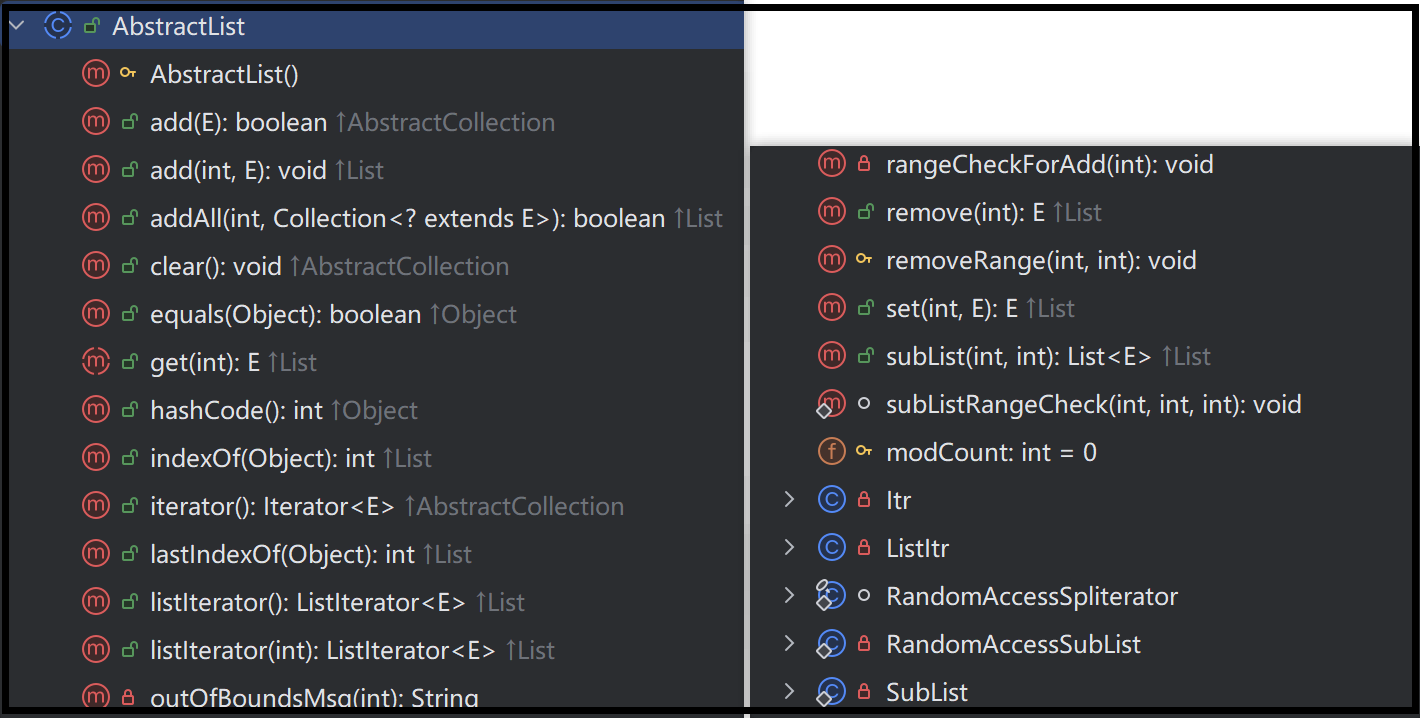 AbstractList
AbstractList()
add(E): boolean ↑AbstractCollection
add(int, E): void ↑List
addAll(int, Collection<? extends E>): boolean ↑List
clear(): void ↑AbstractCollection
equals(Object): boolean ↑Object
get(int): E ↑List
hashCode(): int ↑Object
indexOf(Object): int ↑List
iterator(): Iterator<E> ↑AbstractCollection
lastIndexOf(Object): int ↑List
listIterator(): ListIterator<E> ↑List
listIterator(int): ListIterator<E> ↑List
outOfBoundsMsg(int): String
rangeCheckForAdd(int): void
remove(int): E ↑List
removeRange(int, int): void
set(int, E): E ↑List
subList(int, int): List<E> ↑List
subListRangeCheck(int, int, int): void
modCount: int = 0
Itr
ListItr
RandomAccessSpliterator
RandomAccessSubList
SubList